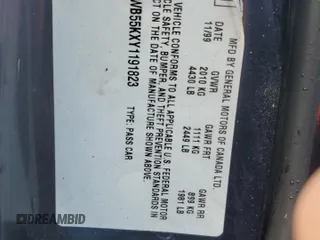 MFD BY GENERAL MOTORS OF CANADA LTD.
DATE GVWR GAWR FRT GAWR RR
11/99 2010 KG 1111 KG 899 KG
4430 LB 2449 LB 1981 LB
VEHICLE CONFORMS TO ALL APPLICABLE U.S. FEDERAL MOTOR
CLE SAFETY, BUMPER, AND THEFT PREVENTION STANDARDS IN
CT ON THE DATE OF MANUFACTURE SHOWN ABOVE.
WB55KXY1191823 TYPE: PASS CAR
DREAMBID